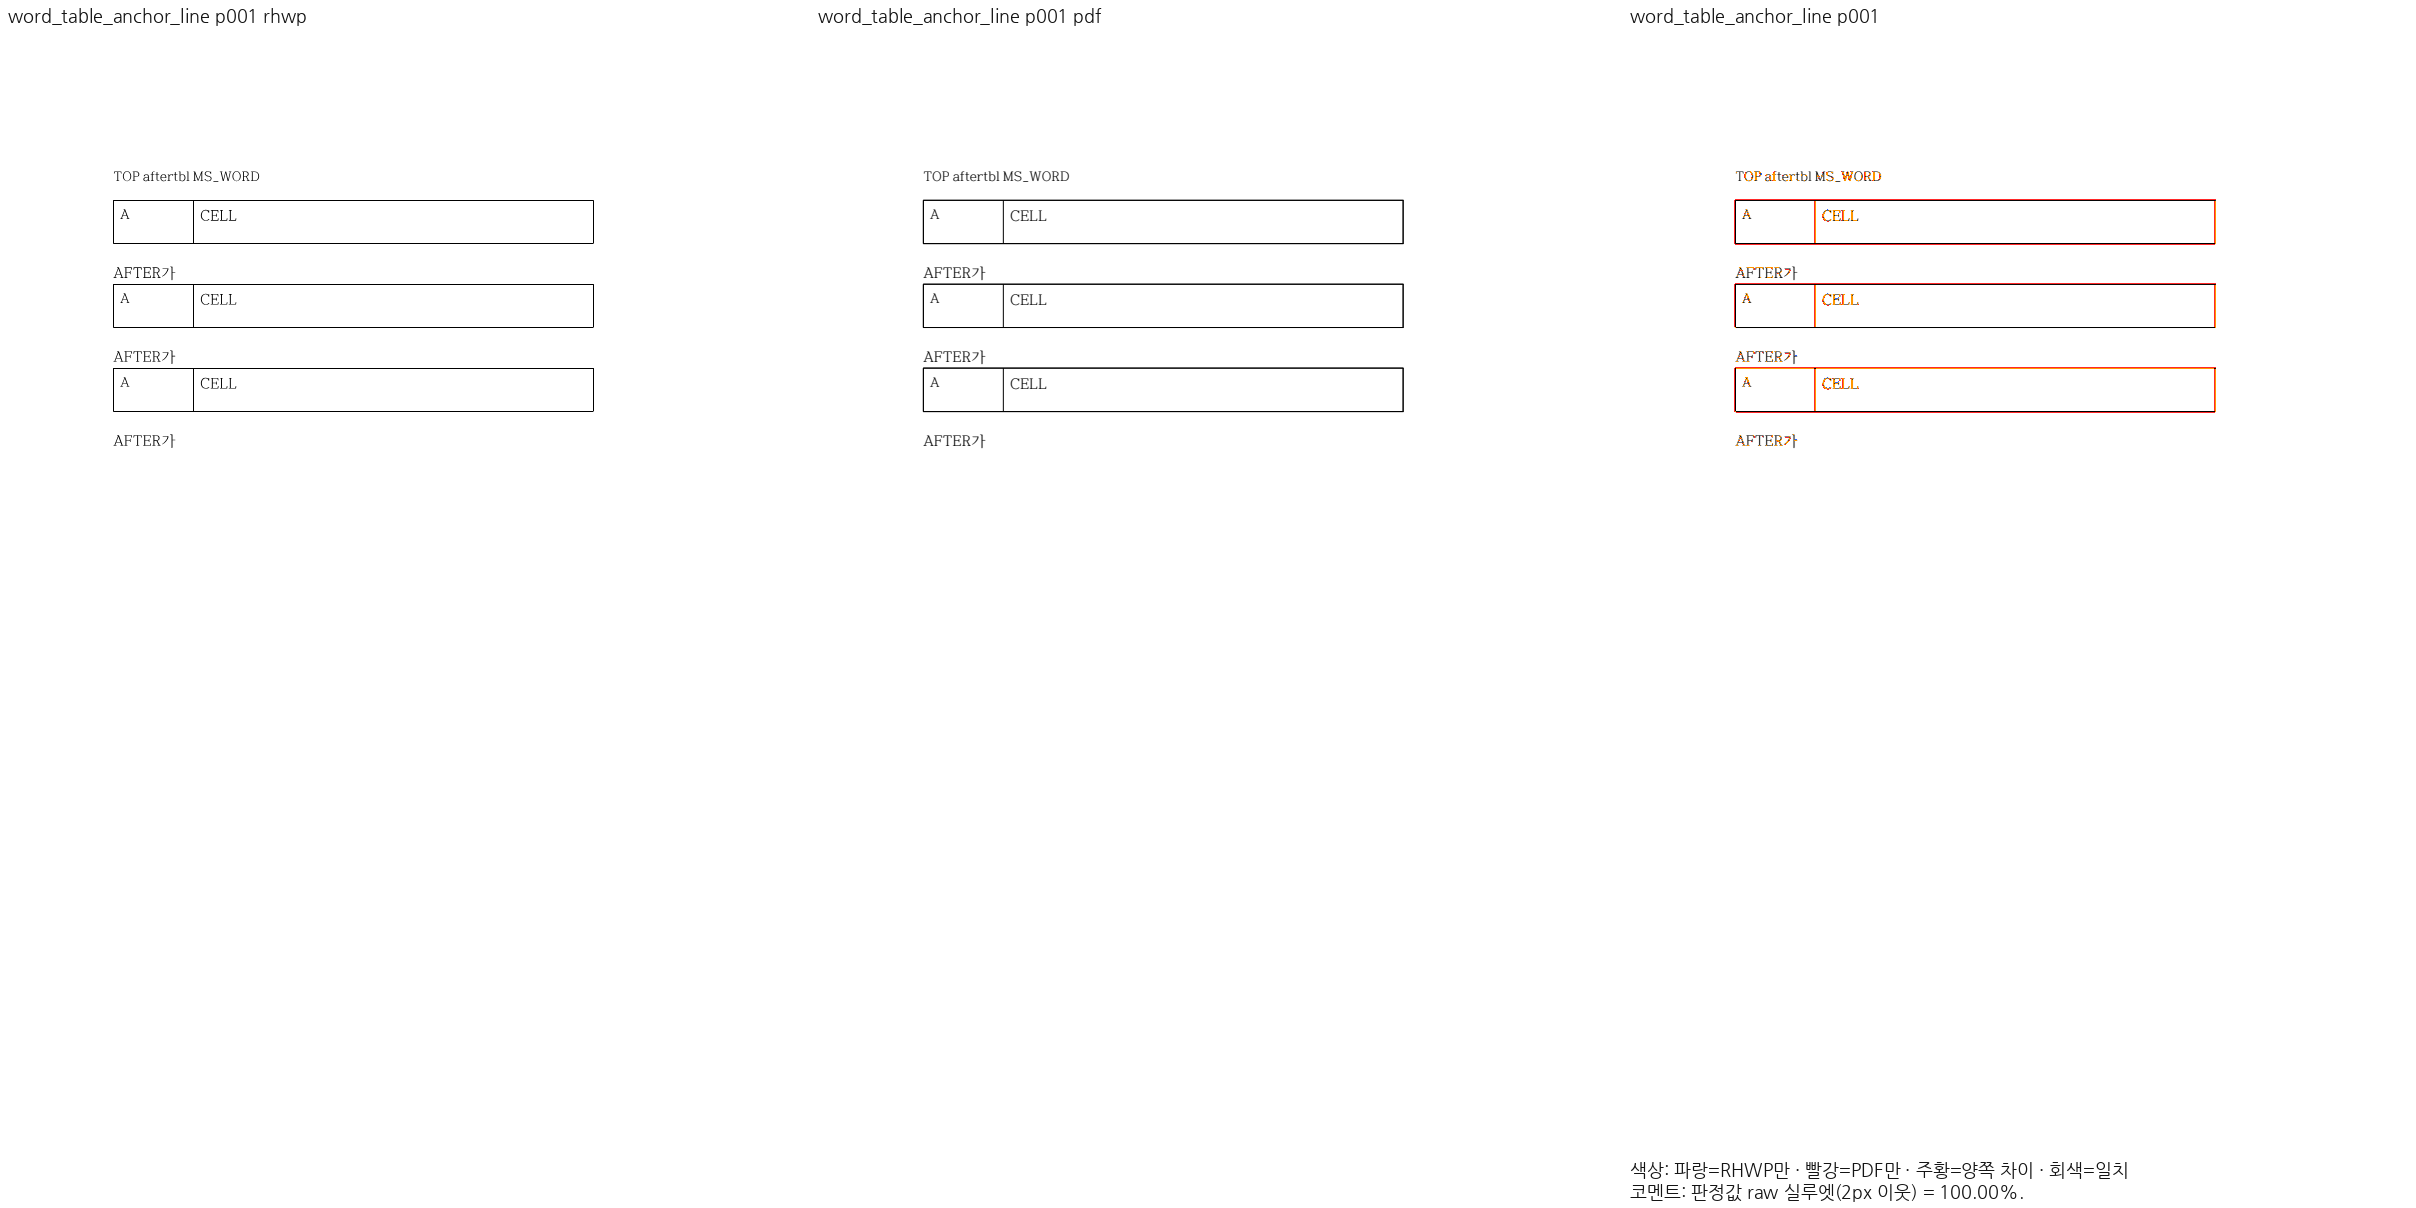 word_table_anchor_line p001 rhwp
TOP aftertbl MS_WORD
A CELL
AFTER가
A CELL
AFTER가
A CELL
AFTER가
word_table_anchor_line p001 pdf
TOP aftertbl MS_WORD
A CELL
AFTER가
A CELL
AFTER가
A CELL
AFTER가
word_table_anchor_line p001
TOP aftertbl MS_WORD
A CELL
AFTER가
A CELL
AFTER가
A CELL
AFTER가
색상: 파랑=RHWP만 · 빨강=PDF만 · 주황=양쪽 차이 · 회색=일치
코멘트: 판정값 raw 실루엣(2px 이웃) = 100.00%.